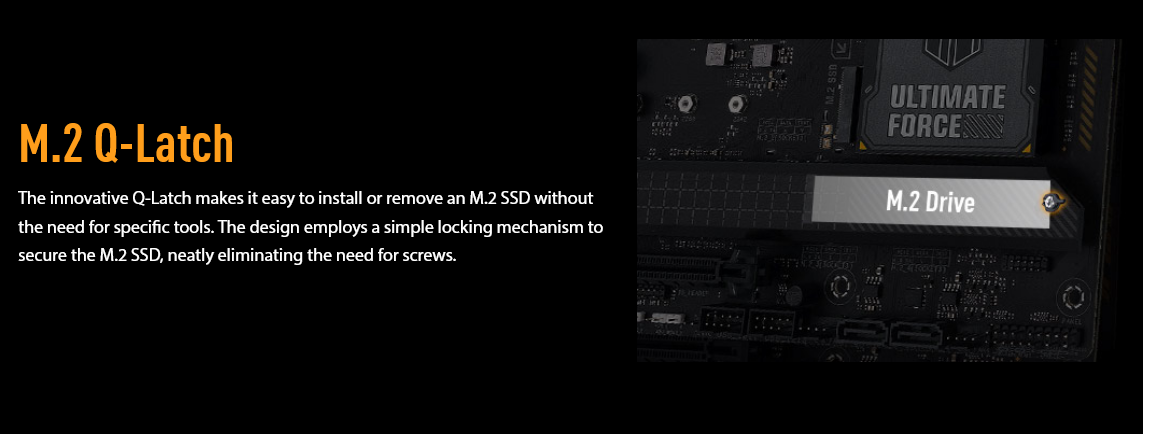 M.2 Q-Latch
The innovative Q-Latch makes it easy to install or remove an M.2 SSD without
the need for specific tools. The design employs a simple locking mechanism to
secure the M.2 SSD, neatly eliminating the need for screws.
M.2 SSD
ULTIMATE
FORCE
M.2 Drive